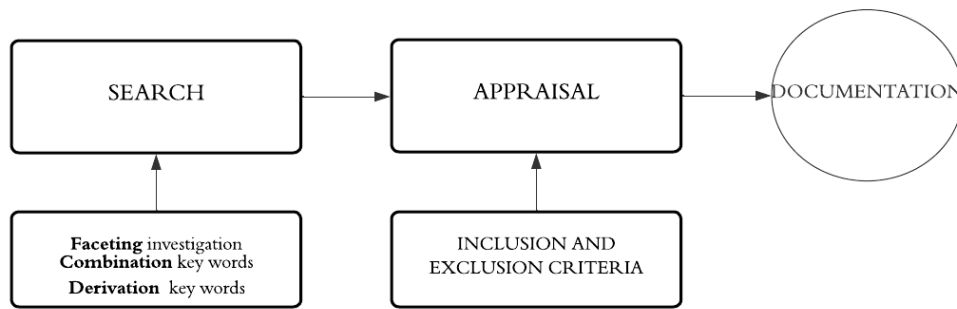 SEARCH
APPRAISAL
DOCUMENTATION
Faceting investigation
Combination key words
Derivation key words
INCLUSION AND
EXCLUSION CRITERIA